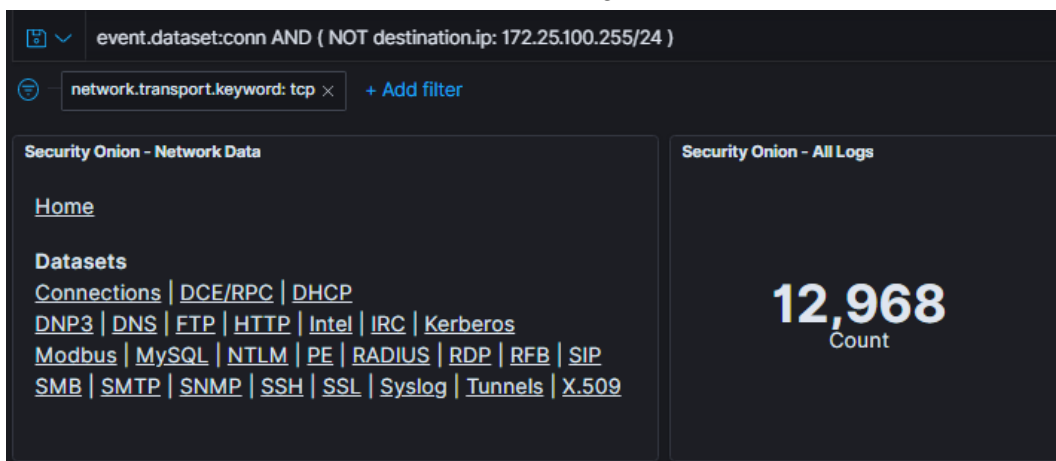 event.dataset:conn AND ( NOT destination.ip: 172.25.100.255/24 )
network.transport.keyword: tcp × + Add filter
Security Onion - Network Data
Home
Datasets
Connections | DCE/RPC | DHCP
DNP3 | DNS | FTP | HTTP | Intel | IRC | Kerberos
Modbus | MySQL | NTLM | PE | RADIUS | RDP | RFB | SIP
SMB | SMTP | SNMP | SSH | SSL | Syslog | Tunnels | X.509
Security Onion - All Logs
12,968
Count